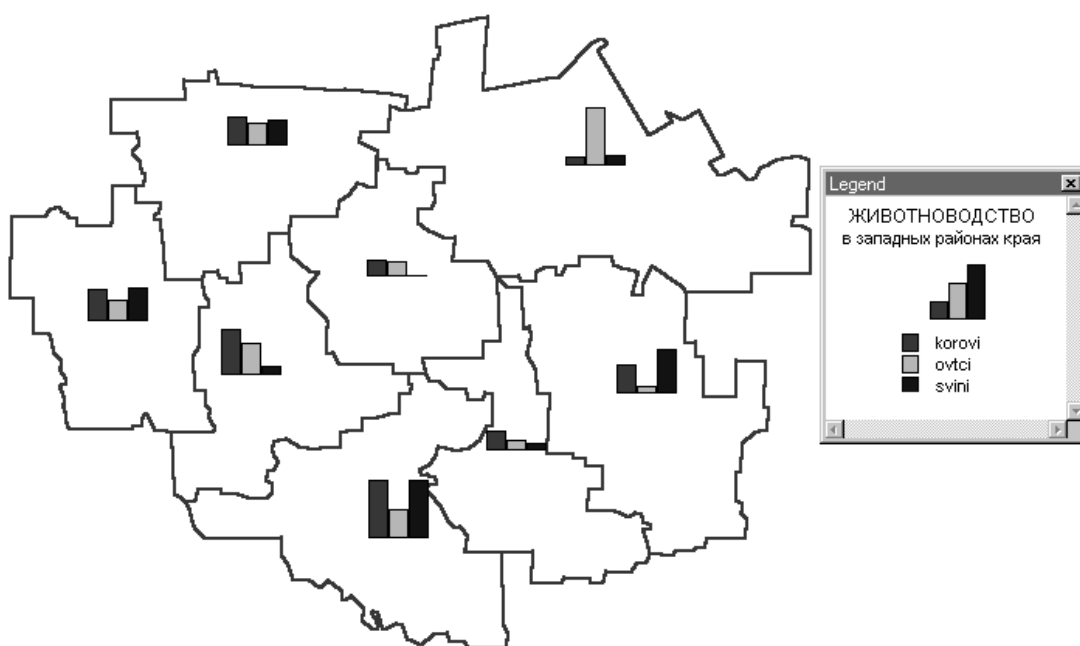 Legend
ЖИВОТНОВОДСТВО
в западных районах края
korovi
ovtci
svini